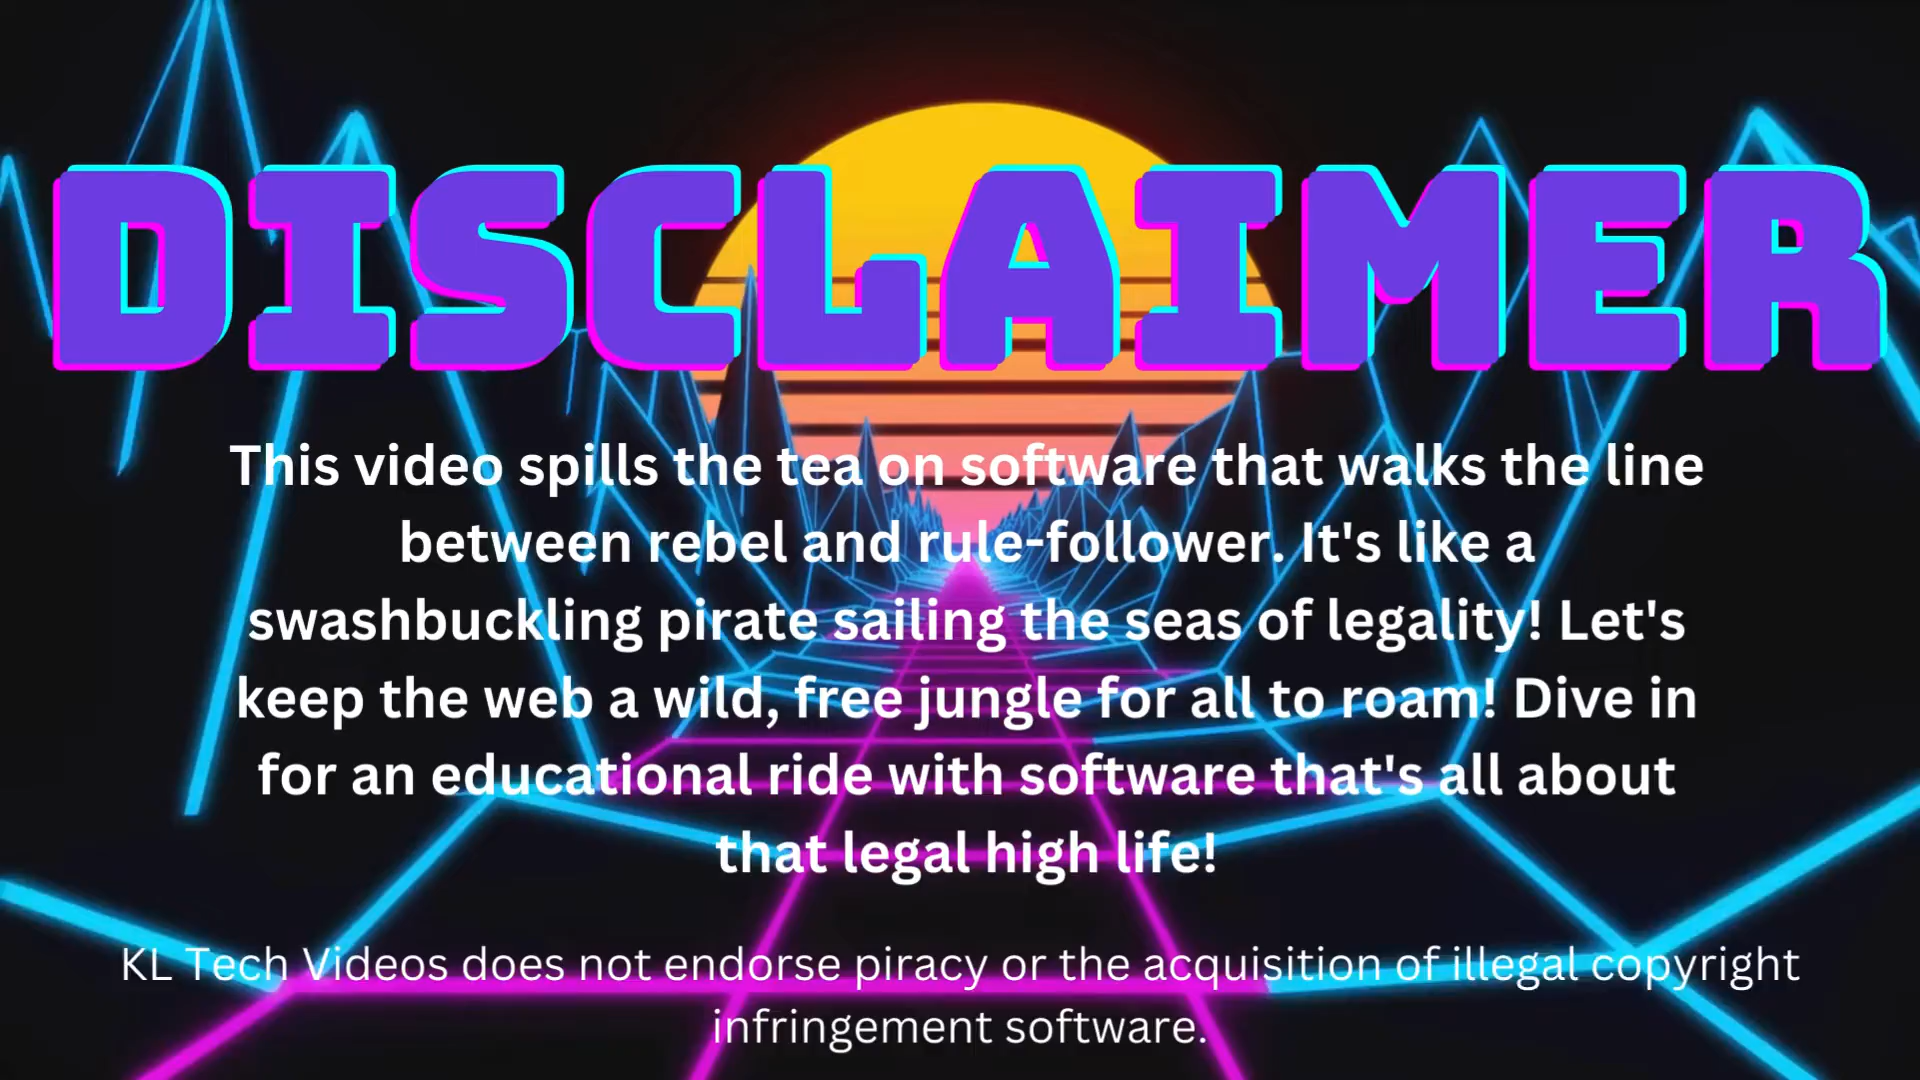 DISCLAIMER
This video spills the tea on software that walks the line
between rebel and rule-follower. It's like a
swashbuckling pirate sailing the seas of legality! Let's
keep the web a wild, free jungle for all to roam! Dive in
for an educational ride with software that's all about
that legal high life!
KL Tech Videos does not endorse piracy or the acquisition of illegal copyright
infringement software.